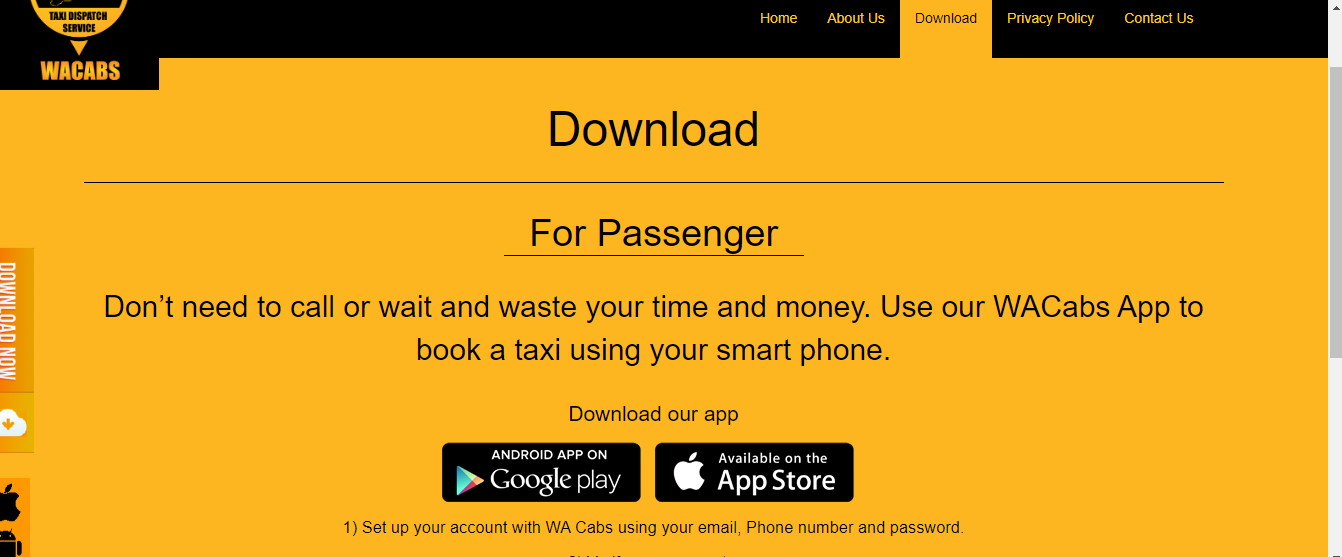 TAXI DISPATCH
SERVICE
WACABS
Home
About Us
Download
Privacy Policy
Contact Us
Download
For Passenger
Don’t need to call or wait and waste your time and money. Use our WACabs App to
book a taxi using your smart phone.
DOWNLOAD NOW
Download our app
ANDROID APP ON
Google play
Available on the
App Store
1) Set up your account with WA Cabs using your email, Phone number and password.